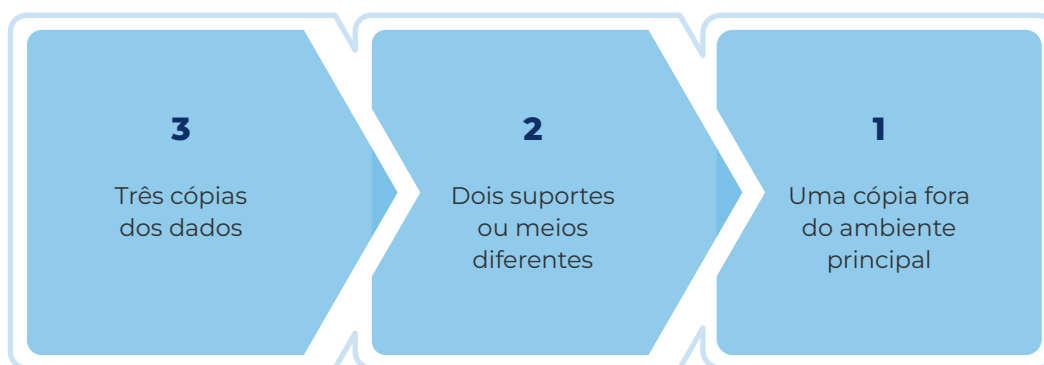 3
Três cópias
dos dados
2
Dois suportes
ou meios
diferentes
1
Uma cópia fora
do ambiente
principal